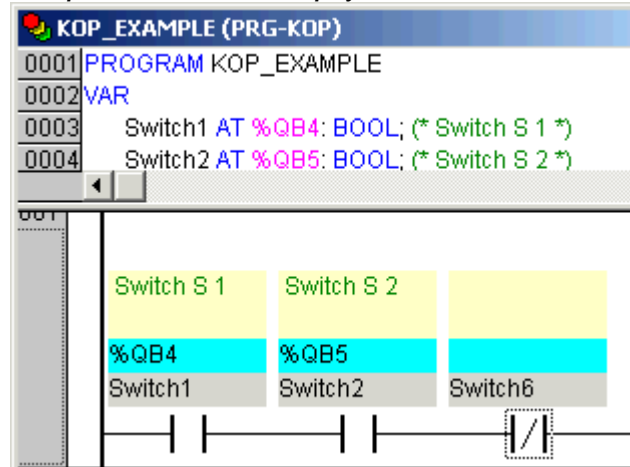 KOP_EXAMPLE (PRG-KOP)
0001 PROGRAM KOP_EXAMPLE
0002 VAR
0003 Switch1 AT %QB4: BOOL; (* Switch S 1 *)
0004 Switch2 AT %QB5: BOOL; (* Switch S 2 *)
Switch S 1 Switch S 2
%QB4 %QB5
Switch1 Switch2 Switch6